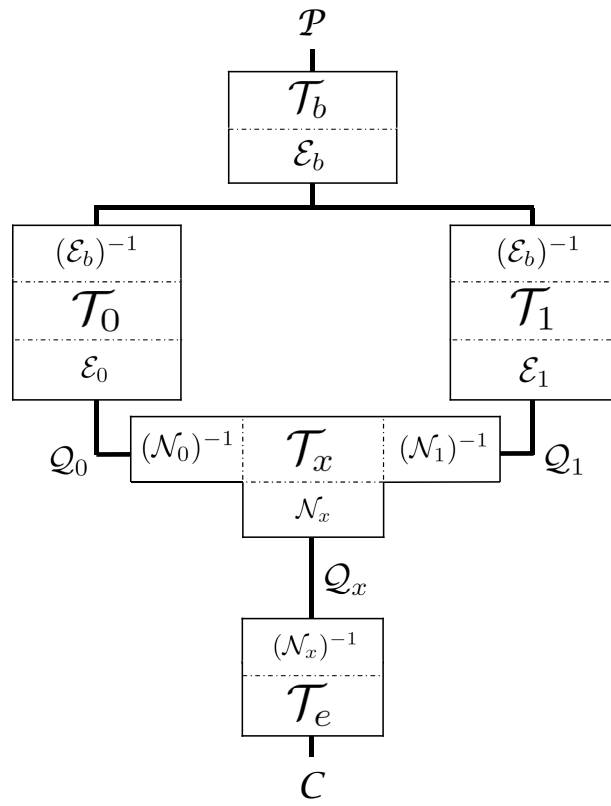 𝒫
𝒯_b
ℰ_b
(ℰ_b)⁻¹ (ℰ_b)⁻¹
𝒯_0 𝒯_1
ℰ_0 ℰ_1
𝒬_0 (𝒩_0)⁻¹ 𝒯_x (𝒩_1)⁻¹ 𝒬_1
𝒩_x
𝒬_x
(𝒩_x)⁻¹
𝒯_e
C